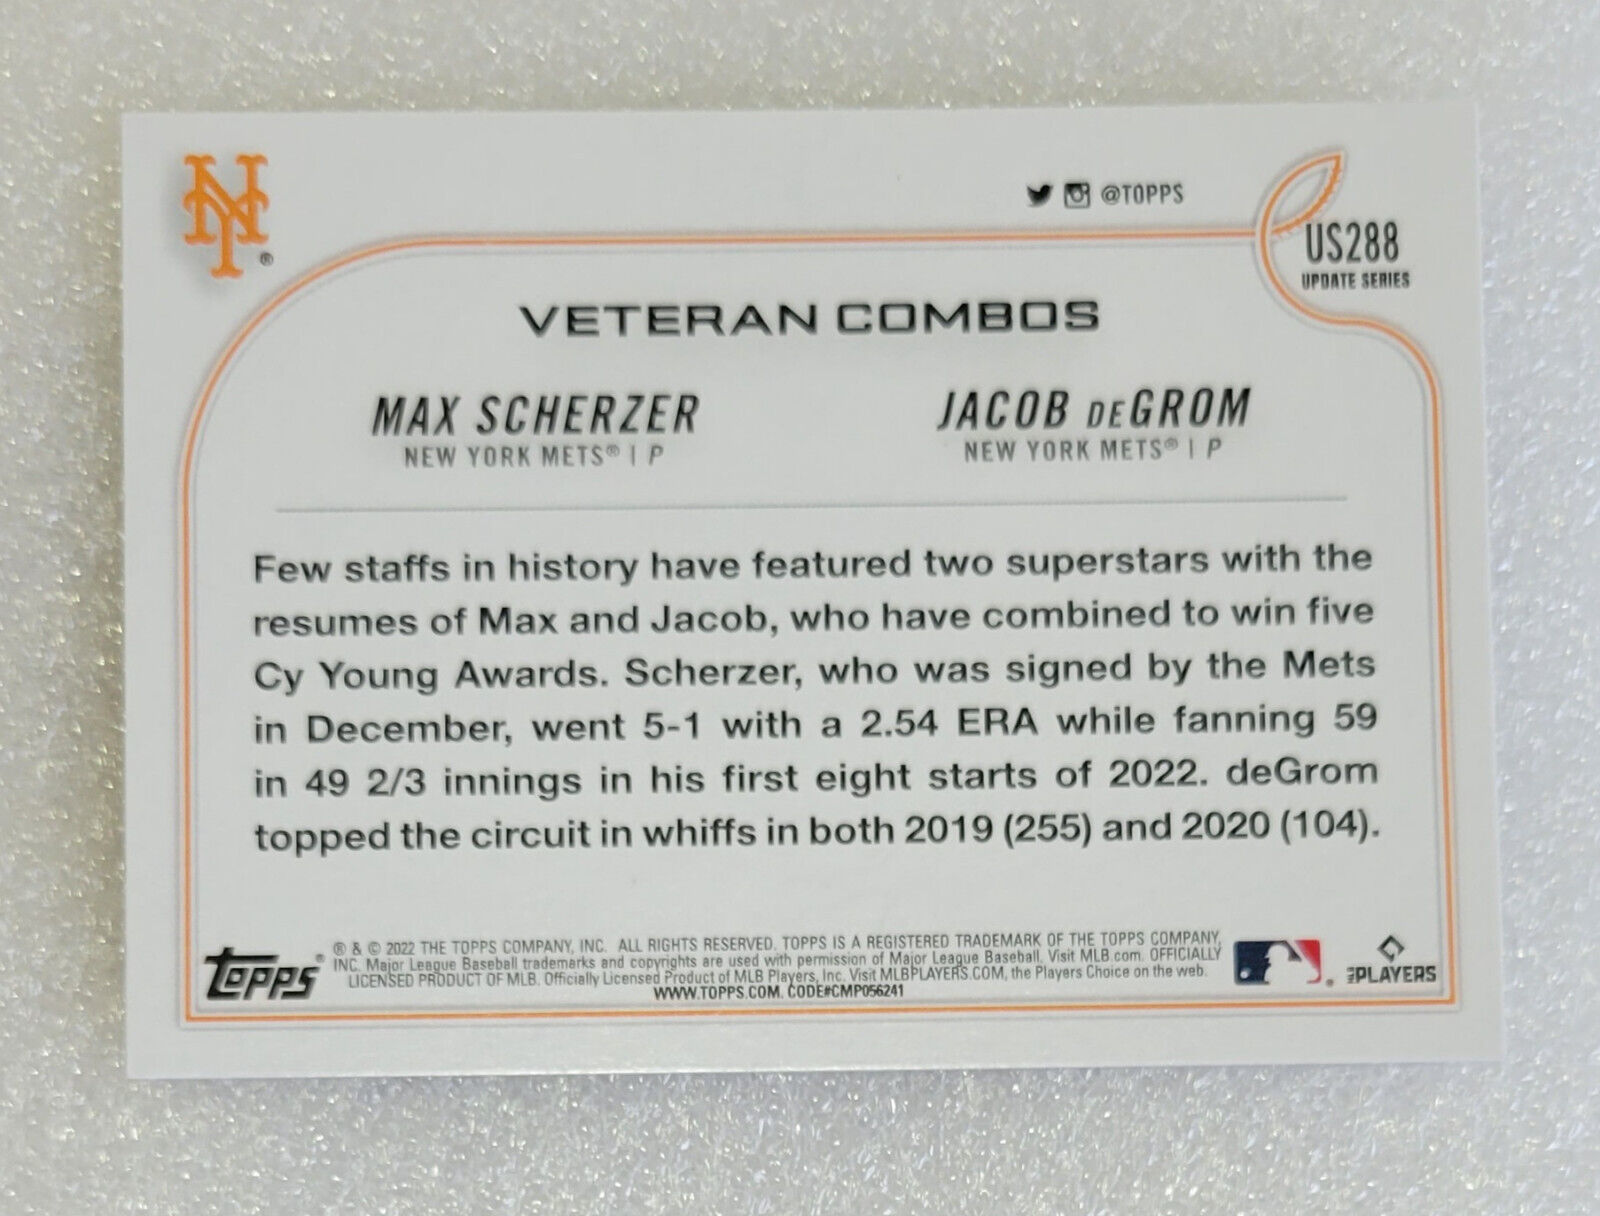 NY®
@TOPPS
US288
UPDATE SERIES
VETERAN COMBOS
MAX SCHERZER
NEW YORK METS® | P
JACOB DEGROM
NEW YORK METS® | P
Few staffs in history have featured two superstars with the
resumes of Max and Jacob, who have combined to win five
Cy Young Awards. Scherzer, who was signed by the Mets
in December, went 5-1 with a 2.54 ERA while fanning 59
in 49 2/3 innings in his first eight starts of 2022. deGrom
topped the circuit in whiffs in both 2019 (255) and 2020 (104).
Topps®
® & © 2022 THE TOPPS COMPANY, INC. ALL RIGHTS RESERVED. TOPPS IS A REGISTERED TRADEMARK OF THE TOPPS COMPANY,
INC. Major League Baseball trademarks and copyrights are used with permission of Major League Baseball. Visit MLB.com. OFFICIALLY
LICENSED PRODUCT OF MLB. Officially Licensed Product of MLB Players, Inc. Visit MLBPLAYERS.COM, the Players Choice on the web.
WWW.TOPPS.COM. CODE#CMP056241
MLB PLAYERS